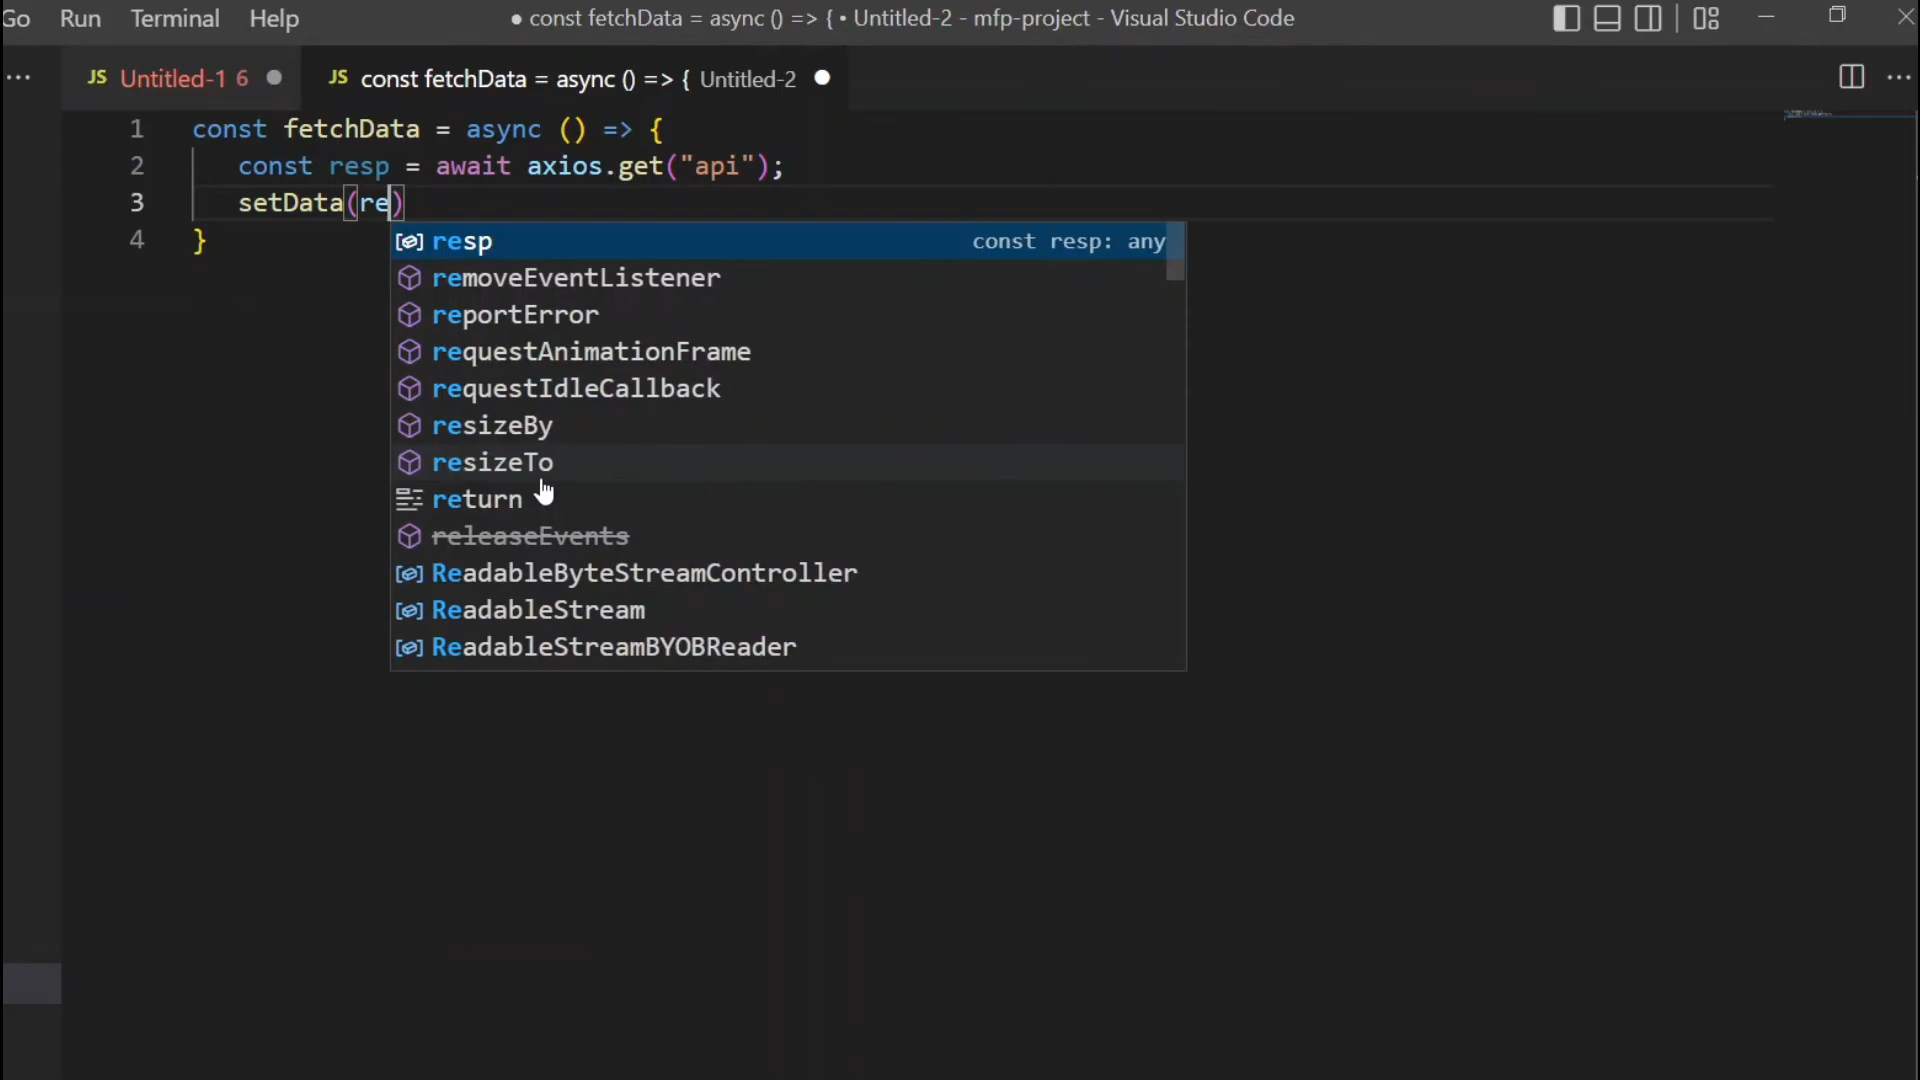 Go Run Terminal Help ● const fetchData = async () => { • Untitled-2 - mfp-project - Visual Studio Code
··· JS Untitled-1 6 ● JS const fetchData = async () => { Untitled-2 ● ···
1 const fetchData = async () => {
2 const resp = await axios.get("api");
3 setData(re)
4 }
resp const resp: any
removeEventListener
reportError
requestAnimationFrame
requestIdleCallback
resizeBy
resizeTo
return
releaseEvents
ReadableByteStreamController
ReadableStream
ReadableStreamBYOBReader